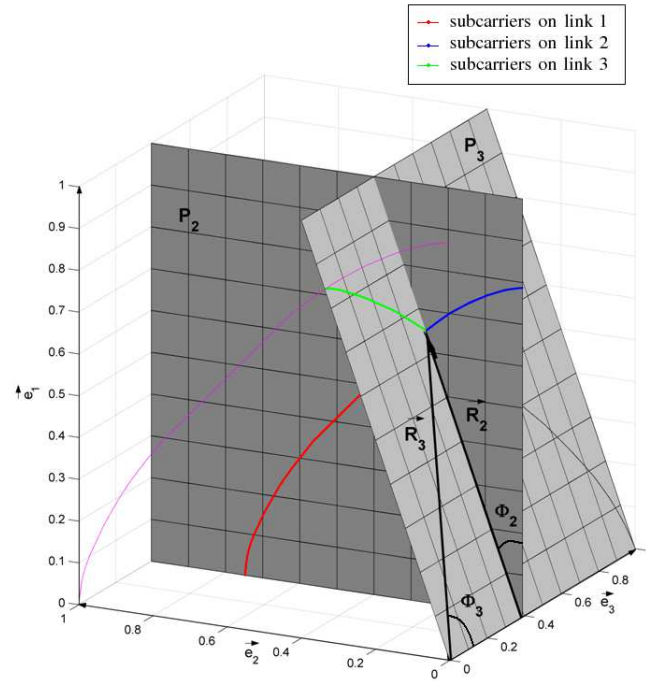 subcarriers on link 1
subcarriers on link 2
subcarriers on link 3
P3
P2
1
0.9
0.8
0.7
0.6
0.5
0.4
0.3
0.2
0.1
0
e1
R3
R2
Φ2
Φ3
1
0.8
0.6
0.4
0.2
0
e2
0
0.2
0.4
0.6
0.8
e3